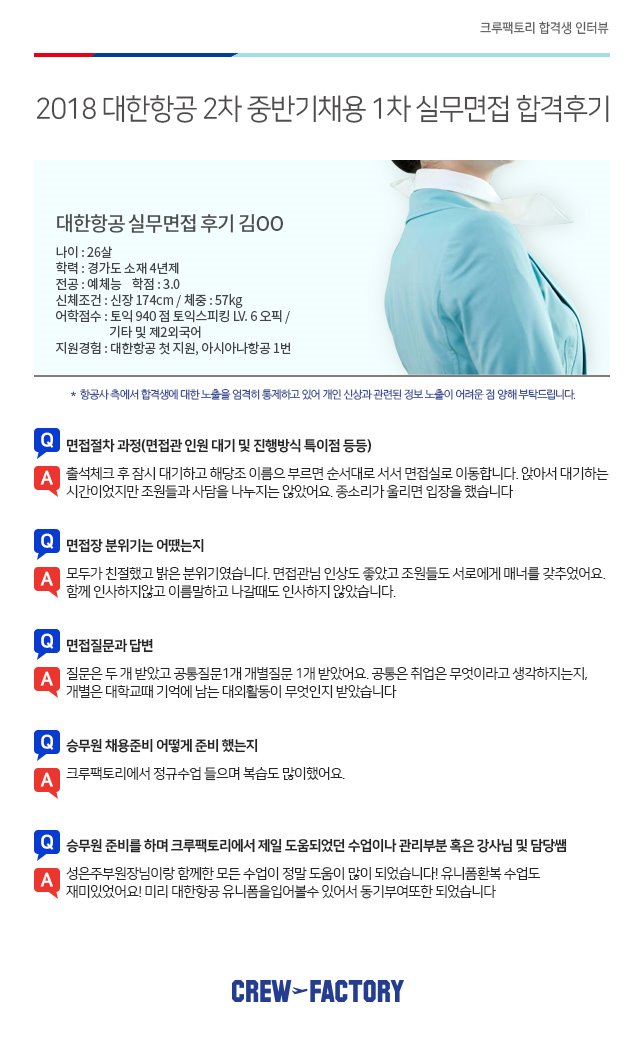 크루팩토리 합격생 인터뷰
2018 대한항공 2차 중반기채용 1차 실무면접 합격후기
대한항공 실무면접 후기 김OO
나이 : 26살
학력 : 경기도 소재 4년제
전공 : 예체능 학점 : 3.0
신체조건 : 신장 174cm / 체중 : 57kg
어학점수 : 토익 940 점 토익스피킹 LV. 6 오픽 /
기타 및 제2외국어
지원경험 : 대한항공 첫 지원, 아시아나항공 1번
* 항공사 측에서 합격생에 대한 노출을 엄격히 통제하고 있어 개인 신상과 관련된 정보 노출이 어려운 점 양해 부탁드립니다.
Q 면접절차 과정(면접관 인원 대기 및 진행방식 특이점 등등)
A 출석체크 후 잠시 대기하고 해당조 이름으 부르면 순서대로 서서 면접실로 이동합니다. 앉아서 대기하는
시간이었지만 조원들과 사담을 나누지는 않았어요. 종소리가 울리면 입장을 했습니다
Q 면접장 분위기는 어땠는지
A 모두가 친절했고 밝은 분위기였습니다. 면접관님 인상도 좋았고 조원들도 서로에게 매너를 갖추었어요.
함께 인사하지않고 이름말하고 나갈때도 인사하지 않았습니다.
Q 면접질문과 답변
A 질문은 두 개 받았고 공통질문1개 개별질문 1개 받았어요. 공통은 취업은 무엇이라고 생각하지는지,
개별은 대학교때 기억에 남는 대외활동이 무엇인지 받았습니다
Q 승무원 채용준비 어떻게 준비 했는지
A 크루팩토리에서 정규수업 들으며 복습도 많이했어요.
Q 승무원 준비를 하며 크루팩토리에서 제일 도움되었던 수업이나 관리부분 혹은 강사님 및 담당쌤
A 성은주부원장님이랑 함께한 모든 수업이 정말 도움이 많이 되었습니다! 유니폼환복 수업도
재미있었어요! 미리 대한항공 유니폼을입어볼수 있어서 동기부여또한 되었습니다
CREW FACTORY